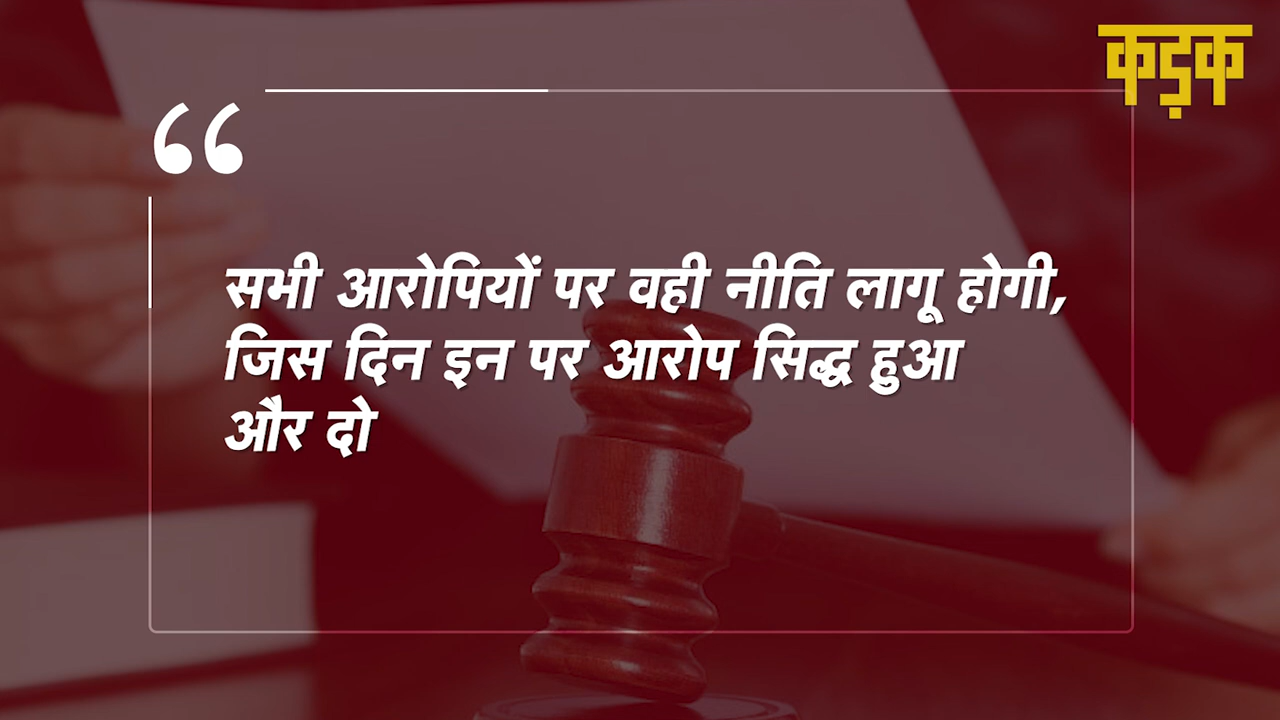 कड़क
“
सभी आरोपियों पर वही नीति लागू होगी,
जिस दिन इन पर आरोप सिद्ध हुआ
और दो